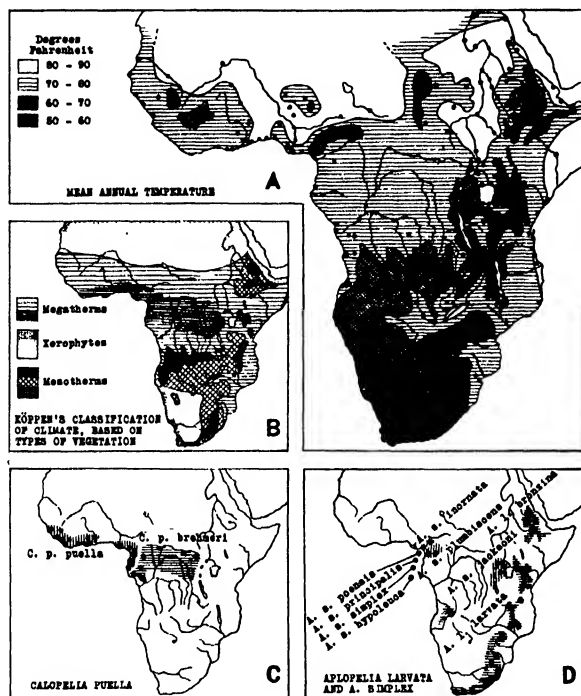 Degrees
Fahrenheit
80 - 90
70 - 80
60 - 70
50 - 60
MEAN ANNUAL TEMPERATURE
A
Megatherms
Xerophytes
Mesotherms
KÖPPEN'S CLASSIFICATION
OF CLIMATE, BASED ON
TYPES OF VEGETATION
B
C. p. puella
C. p. brehmeri
CALOPELIA PUELLA
C
A. s. inornata
A. l. bronzina
A. s. plumbescens
A. s. jacksoni
A. s. poensis
A. s. principalis
A. s. simplex
A. s. hypoleuca
A. l. larvata
APLOPELIA LARVATA
AND A. SIMPLEX
D